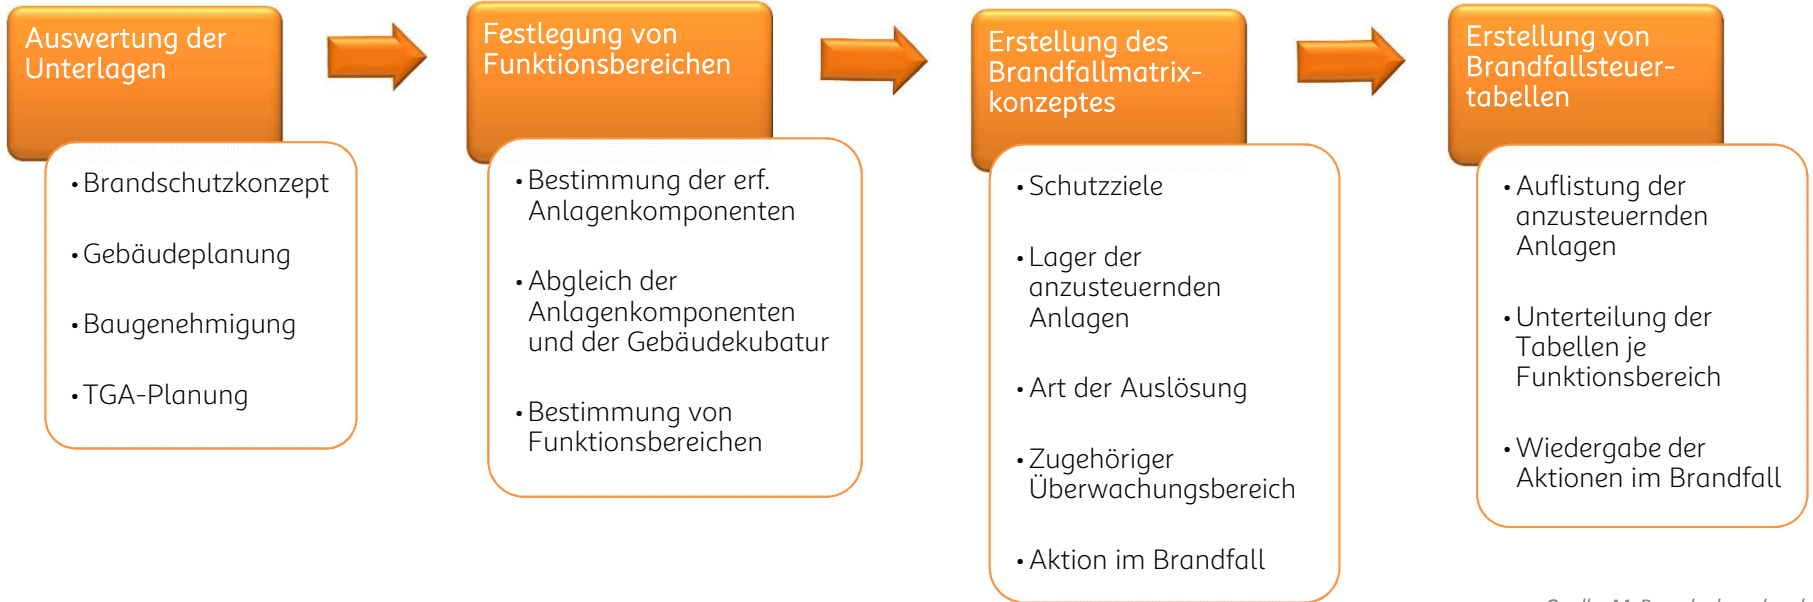 Auswertung der
Unterlagen
• Brandschutzkonzept
• Gebäudeplanung
• Baugenehmigung
• TGA-Planung
Festlegung von
Funktionsbereichen
• Bestimmung der erf.
Anlagenkomponenten
• Abgleich der
Anlagenkomponenten
und der Gebäudekubatur
• Bestimmung von
Funktionsbereichen
Erstellung des
Brandfallmatrix-
konzeptes
• Schutzziele
• Lager der
anzusteuernden
Anlagen
• Art der Auslösung
• Zugehöriger
Überwachungsbereich
• Aktion im Brandfall
Erstellung von
Brandfallsteuer-
tabellen
• Auflistung der
anzusteuernden
Anlagen
• Unterteilung der
Tabellen je
Funktionsbereich
• Wiedergabe der
Aktionen im Brandfall